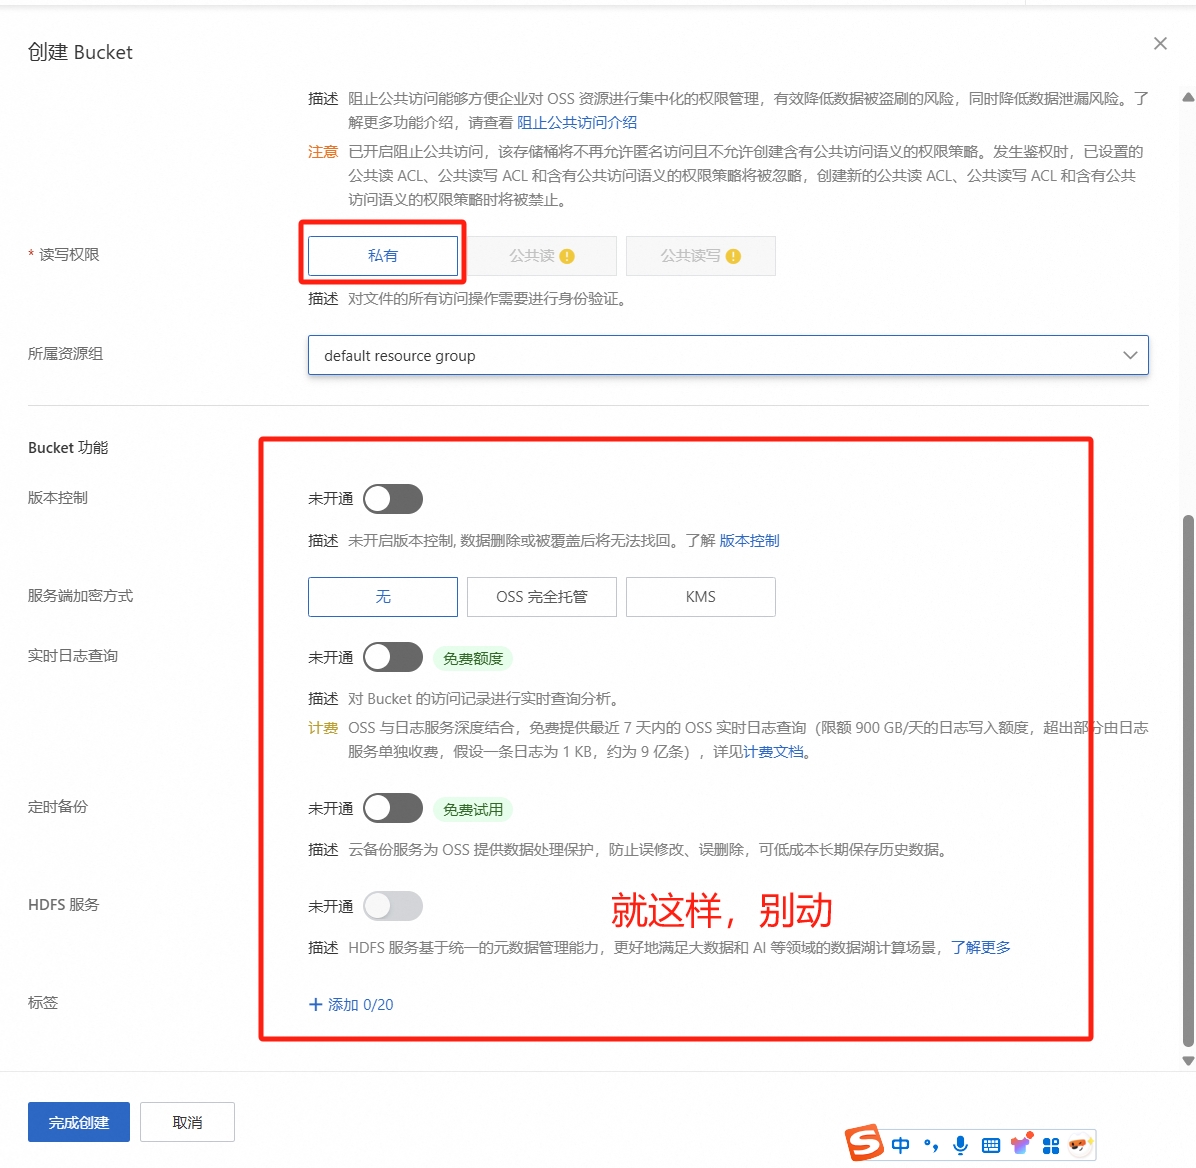 创建 Bucket
描述 阻止公共访问能够方便企业对 OSS 资源进行集中化的权限管理，有效降低数据被盗刷的风险，同时降低数据泄漏风险。了
解更多功能介绍，请查看 阻止公共访问介绍
注意 已开启阻止公共访问，该存储桶将不再允许匿名访问且不允许创建含有公共访问语义的权限策略。发生鉴权时，已设置的
公共读 ACL、公共读写 ACL 和含有公共访问语义的权限策略将被忽略，创建新的公共读 ACL、公共读写 ACL 和含有公共
访问语义的权限策略时将被禁止。
* 读写权限 私有 公共读 公共读写
描述 对文件的所有访问操作需要进行身份验证。
所属资源组 default resource group
Bucket 功能
版本控制 未开通
描述 未开启版本控制, 数据删除或被覆盖后将无法找回。了解 版本控制
服务端加密方式 无 OSS 完全托管 KMS
实时日志查询 未开通 免费额度
描述 对 Bucket 的访问记录进行实时查询分析。
计费 OSS 与日志服务深度结合，免费提供最近 7 天内的 OSS 实时日志查询（限额 900 GB/天的日志写入额度，超出部分由日志
服务单独收费，假设一条日志为 1 KB，约为 9 亿条），详见计费文档。
定时备份 未开通 免费试用
描述 云备份服务为 OSS 提供数据处理保护，防止误修改、误删除，可低成本长期保存历史数据。
HDFS 服务 未开通 就这样，别动
描述 HDFS 服务基于统一的元数据管理能力，更好地满足大数据和 AI 等领域的数据湖计算场景，了解更多
标签 + 添加 0/20
完成创建 取消
S 中